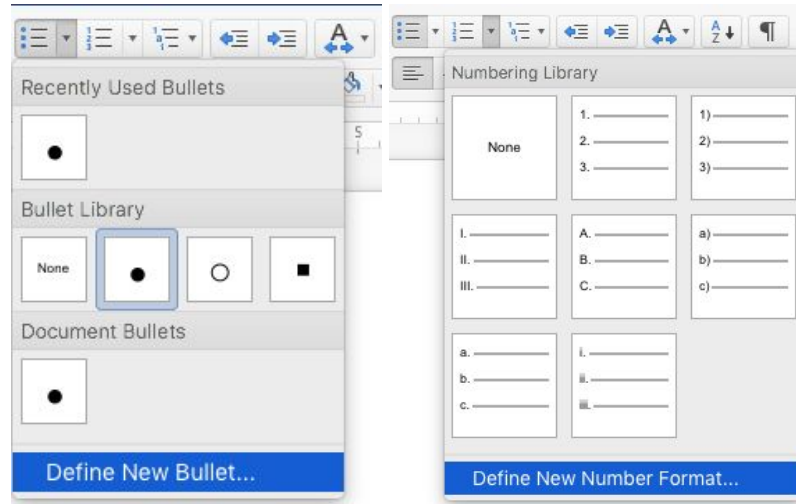 A
Recently Used Bullets
5
Bullet Library
None
Document Bullets
Define New Bullet...
A
A
Z
¶
Numbering Library
None
1.
2.
3.
1)
2)
3)
I.
II.
III.
A.
B.
C.
a)
b)
c)
a.
b.
c.
i.
ii.
iii.
Define New Number Format...